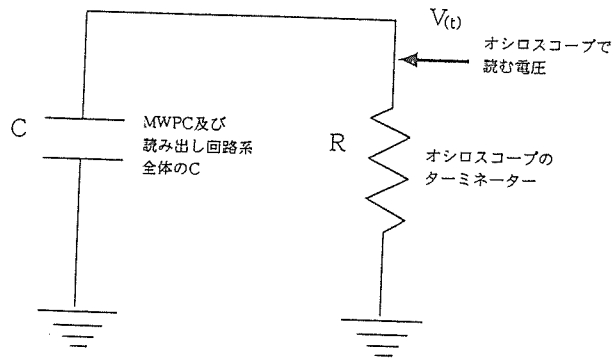 V(t)
オシロスコープで
読む電圧
C
MWPC及び
読み出し回路系
全体のC
R
オシロスコープの
ターミネーター